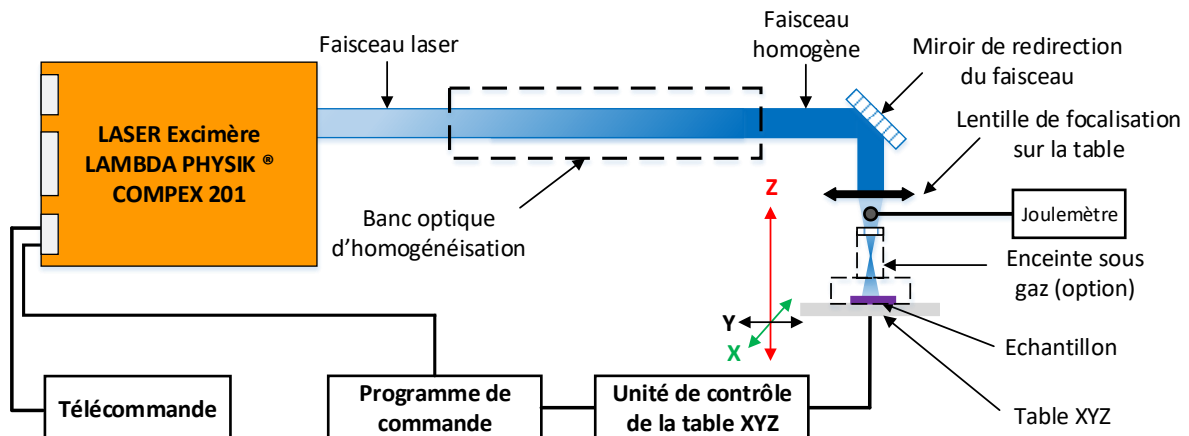 Faisceau laser
Faisceau
homogène
Miroir de redirection
du faisceau
LASER Excimère
LAMBDA PHYSIK ®
COMPEX 201
Lentille de focalisation
sur la table
Z
Banc optique
d’homogénéisation
Joulemètre
Enceinte sous
gaz (option)
Y
X
Echantillon
Télécommande
Programme de
commande
Unité de contrôle
de la table XYZ
Table XYZ